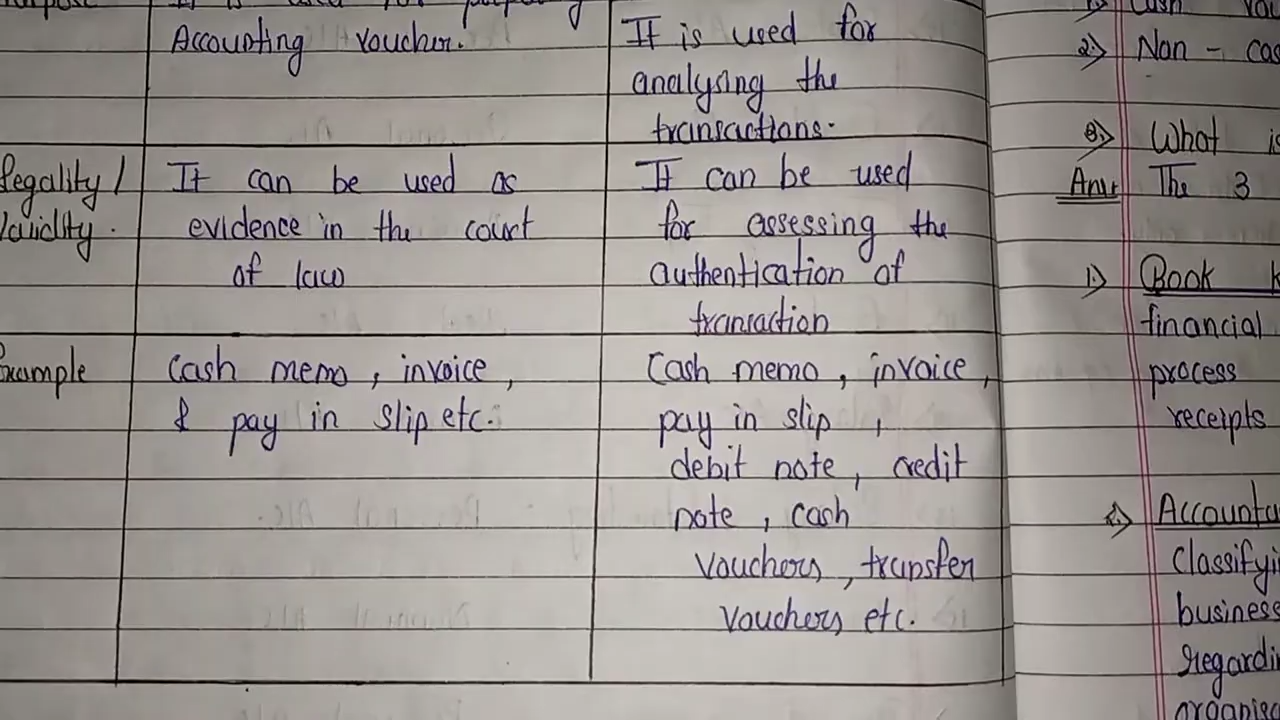 Accounting voucher.
It is used for
analysing the
transactions.
Legality /
Validity.
It can be used as
evidence in the court
of law
It can be used
for assessing the
authentication of
transaction
Example
Cash memo, invoice,
& pay in slip etc.
Cash memo, invoice,
pay in slip,
debit note, credit
note, cash
vouchers, transfer
vouchers etc.
2.) Non - cas
Q.) What is
Ans: The 3
1.) Book k
financial
process
receipts
2.) Accounta
Classifyi
business
regardi
organisa